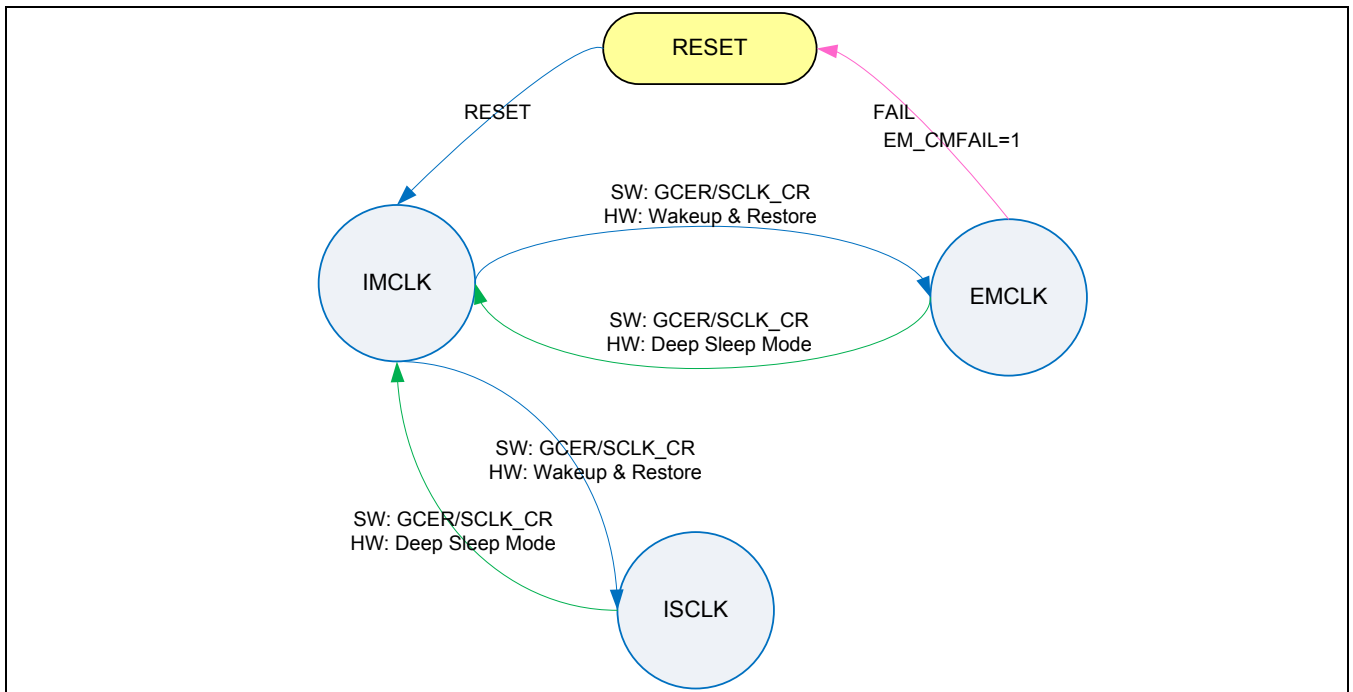 RESET
RESET
FAIL
EM_CMFAIL=1
SW: GCER/SCLK_CR
HW: Wakeup & Restore
IMCLK
EMCLK
SW: GCER/SCLK_CR
HW: Deep Sleep Mode
SW: GCER/SCLK_CR
HW: Wakeup & Restore
SW: GCER/SCLK_CR
HW: Deep Sleep Mode
ISCLK